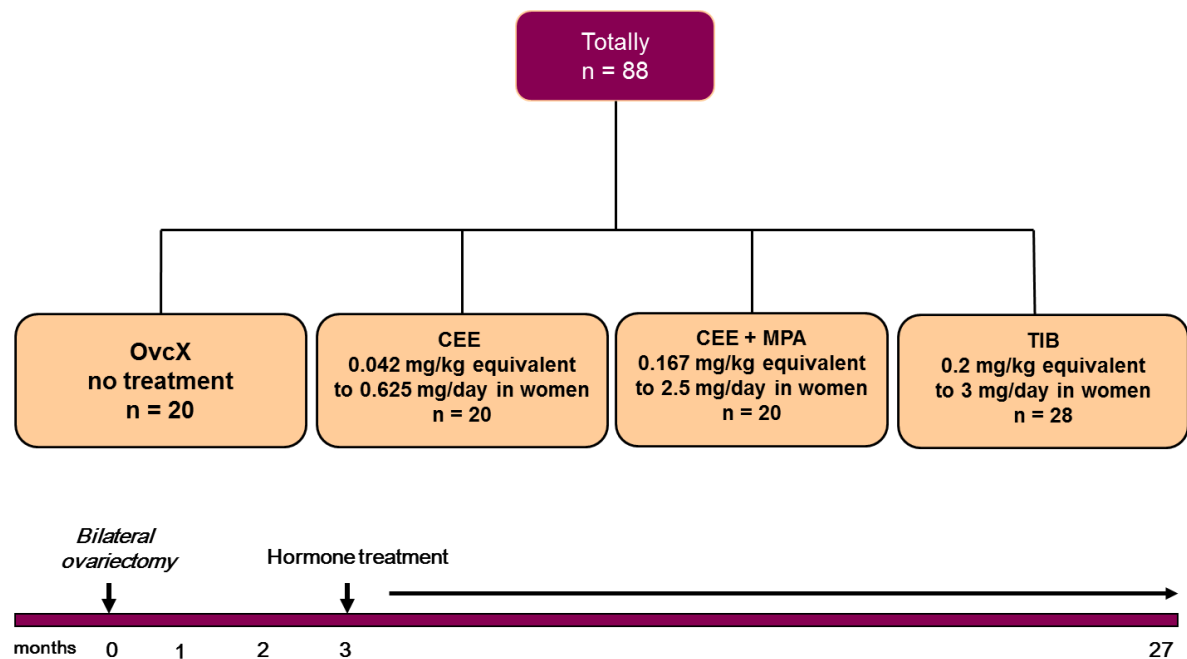 Totally
n = 88
OvcX
no treatment
n = 20
CEE
0.042 mg/kg equivalent
to 0.625 mg/day in women
n = 20
CEE + MPA
0.167 mg/kg equivalent
to 2.5 mg/day in women
n = 20
TIB
0.2 mg/kg equivalent
to 3 mg/day in women
n = 28
Bilateral
ovariectomy
Hormone treatment
months 0 1 2 3 27